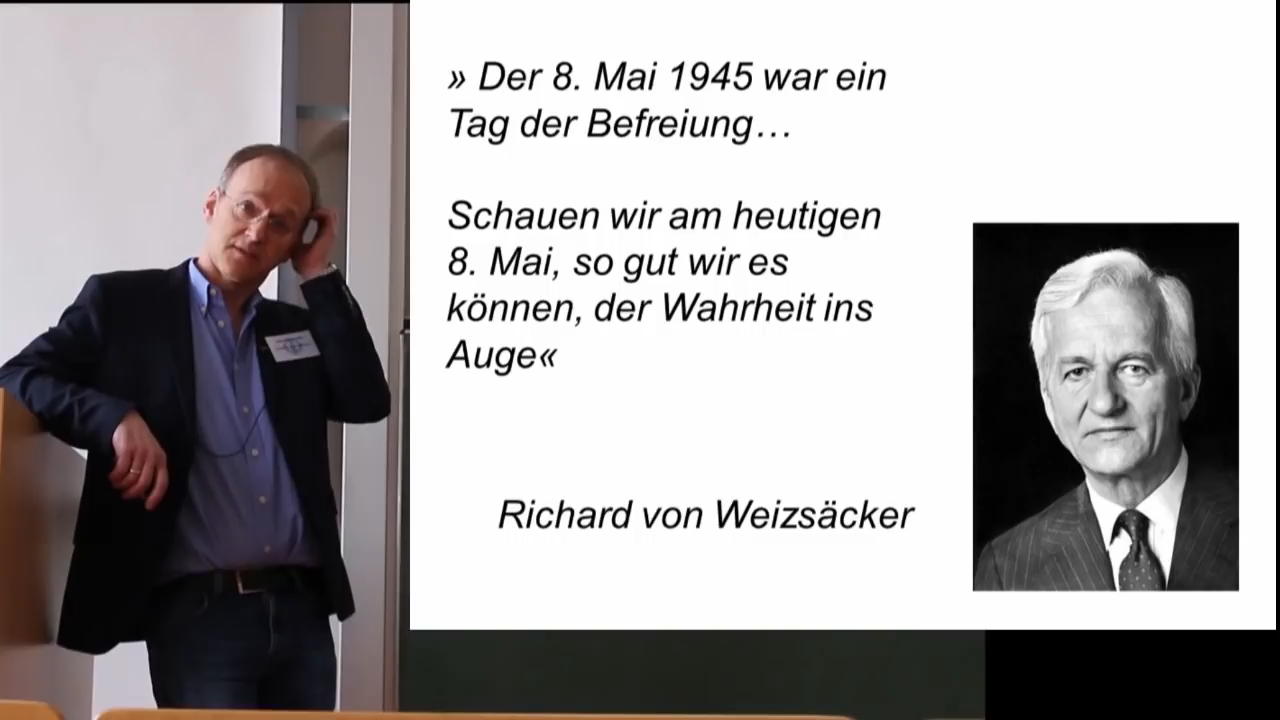 » Der 8. Mai 1945 war ein
Tag der Befreiung…
Schauen wir am heutigen
8. Mai, so gut wir es
können, der Wahrheit ins
Auge«
Richard von Weizsäcker